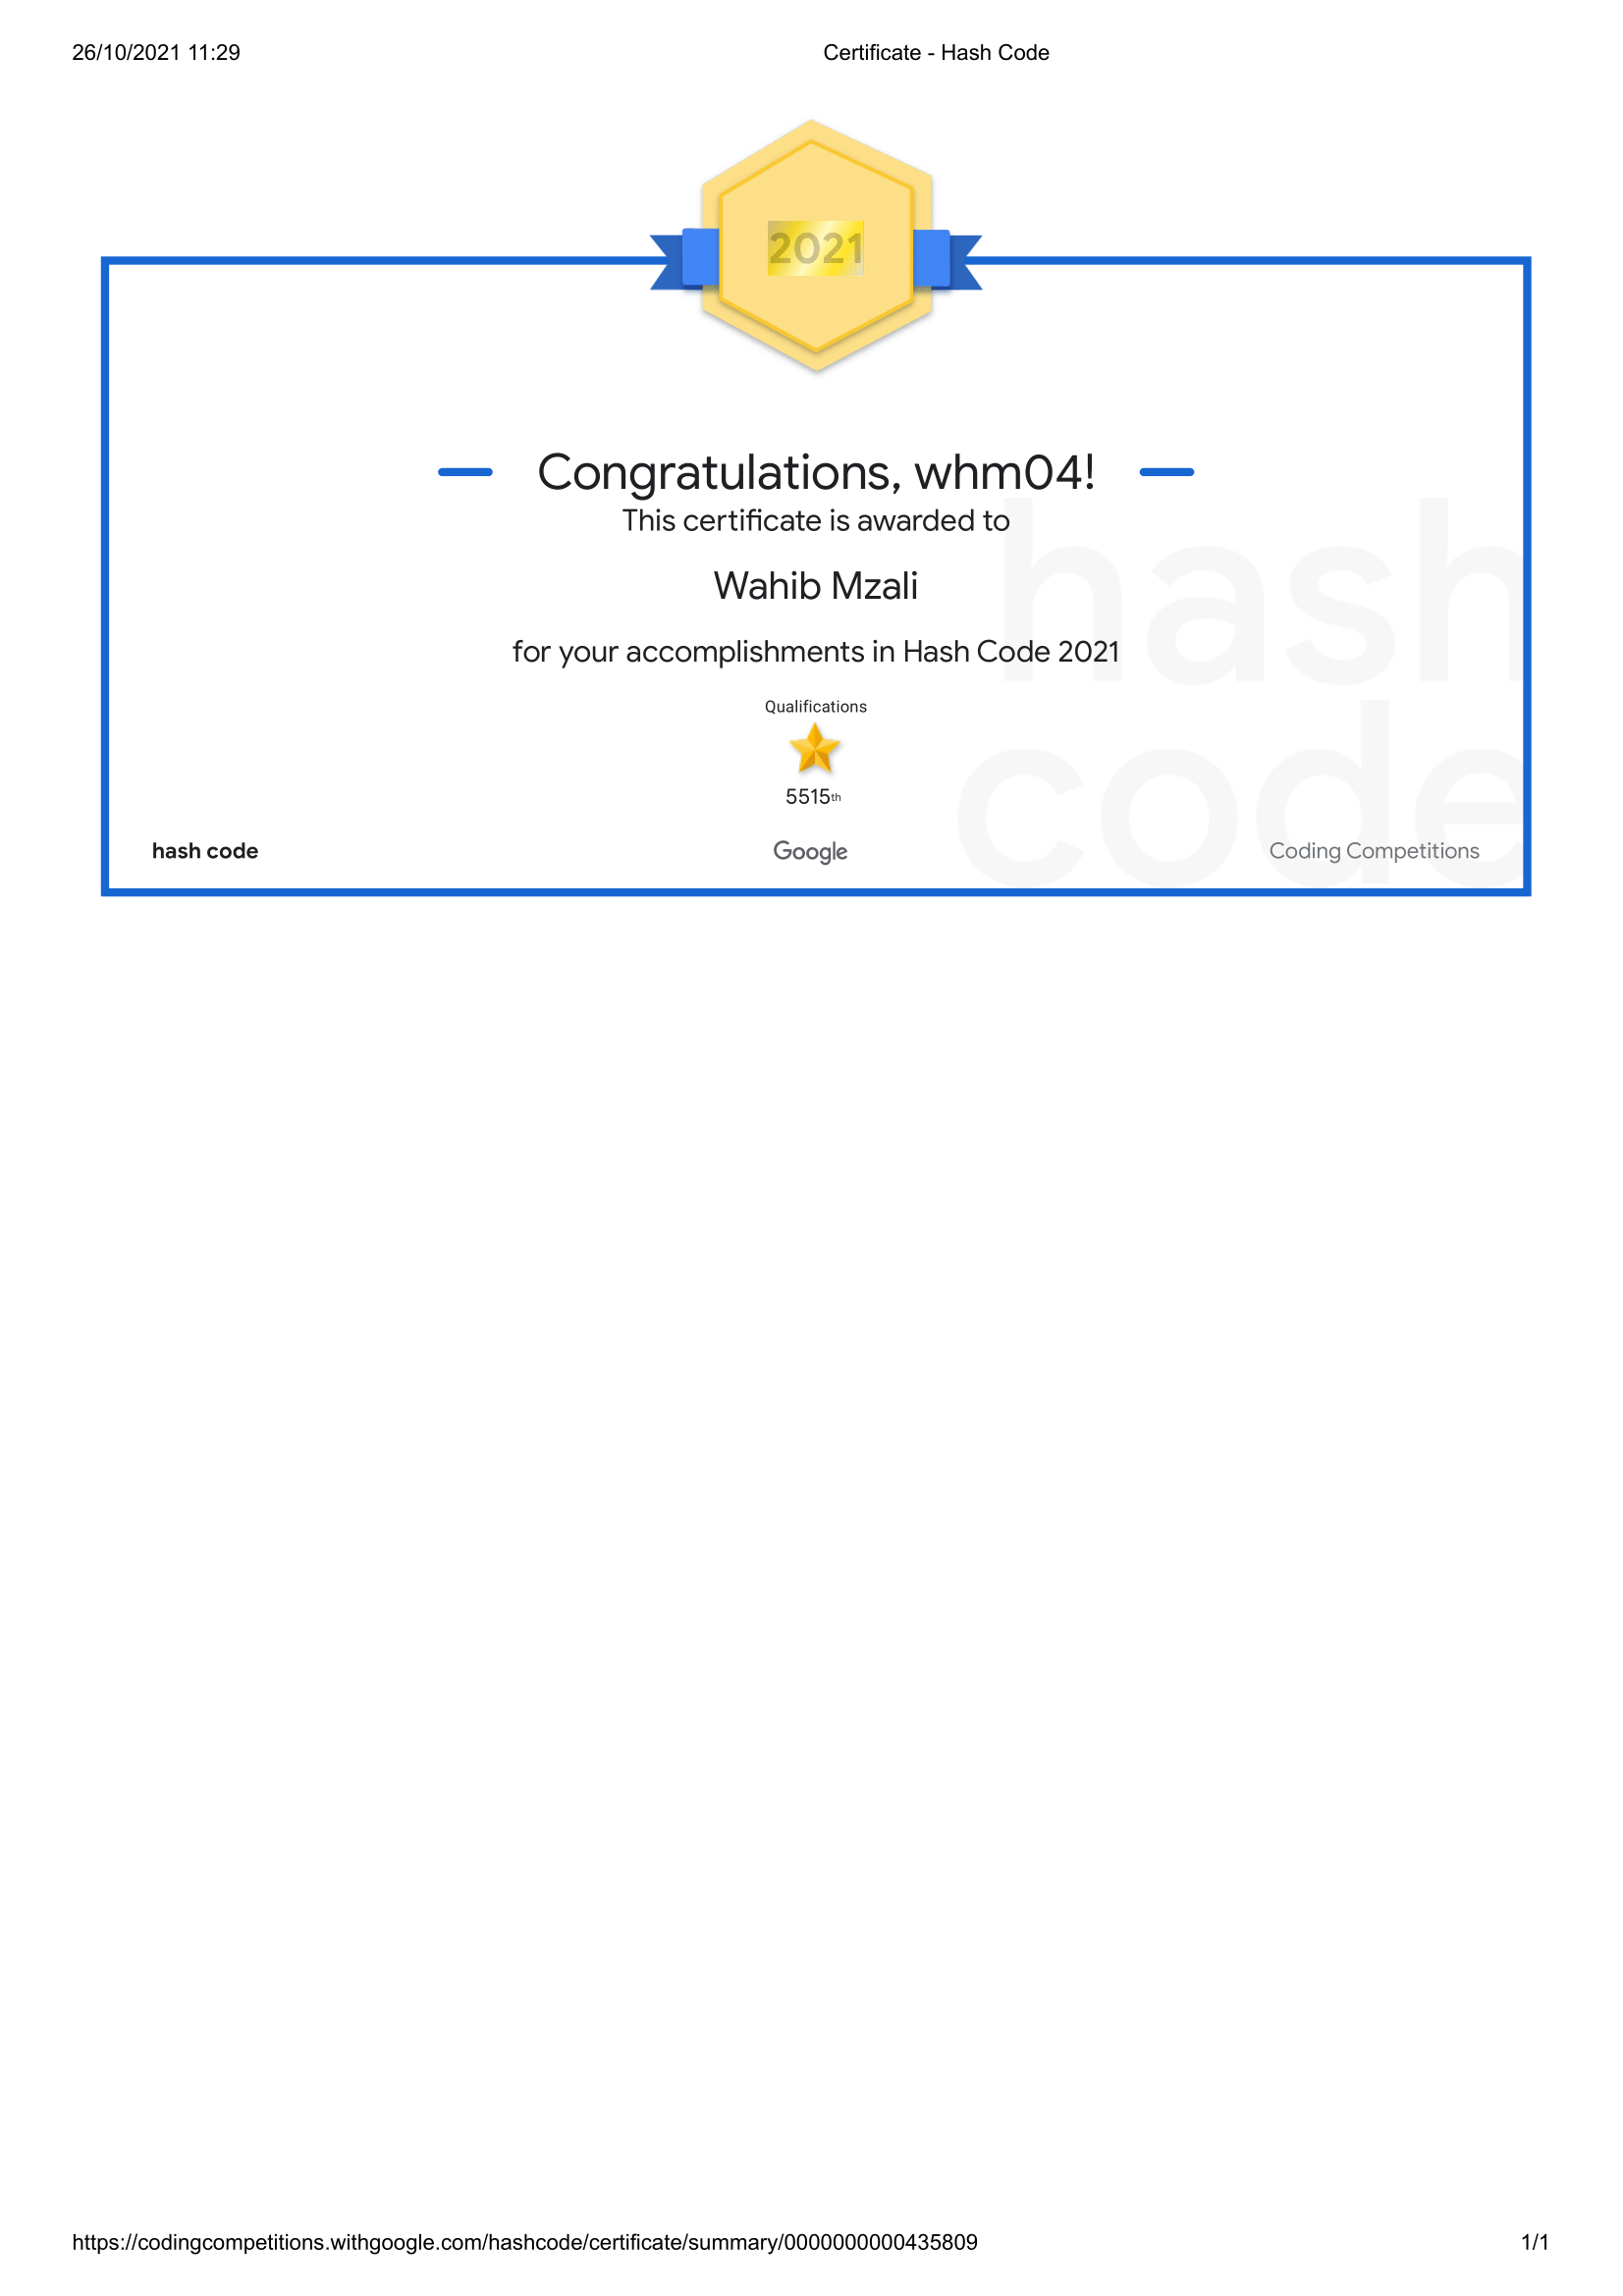 26/10/2021 11:29
Certificate - Hash Code
2021
Congratulations, whm04!
This certificate is awarded to
Wahib Mzali
for your accomplishments in Hash Code 2021
hash
code
Qualifications
5515th
hash code
Google
Coding Competitions
https://codingcompetitions.withgoogle.com/hashcode/certificate/summary/0000000000435809
1/1